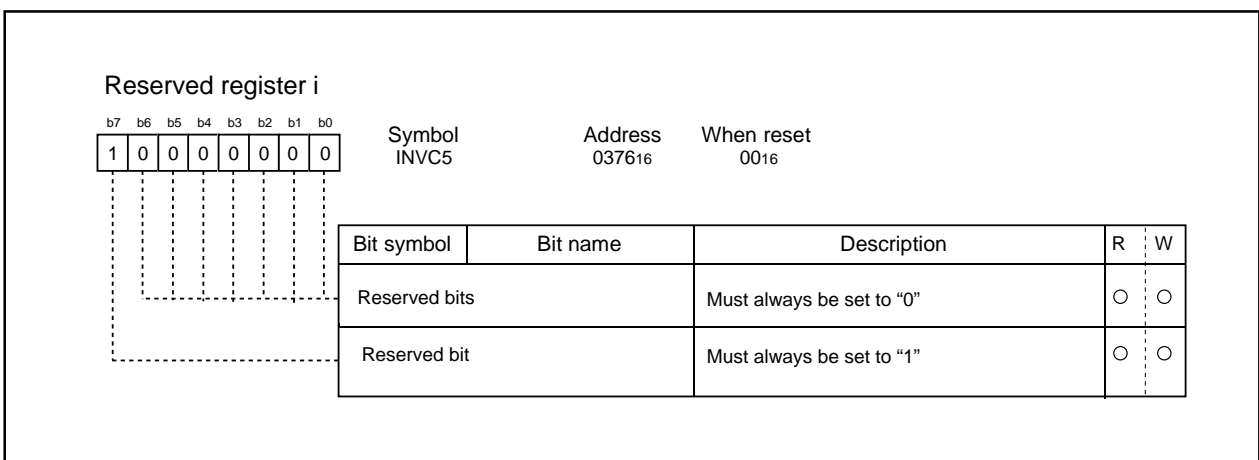 Reserved register i
b7 b6 b5 b4 b3 b2 b1 b0
1 0 0 0 0 0 0 0
Symbol Address When reset
INVC5 037616 0016
Bit symbol Bit name Description R W
Reserved bits Must always be set to “0” ○ ○
Reserved bit Must always be set to “1” ○ ○